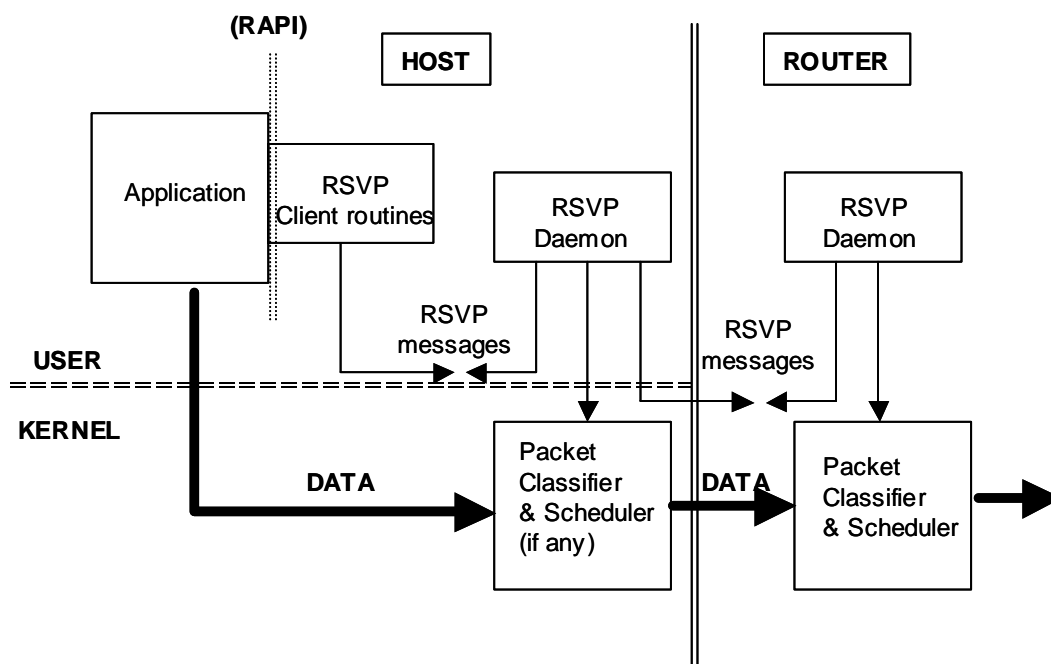 (RAPI)
HOST
ROUTER
Application
RSVP
Client routines
RSVP
Daemon
RSVP
Daemon
RSVP
messages
RSVP
messages
USER
KERNEL
DATA
Packet
Classifier
& Scheduler
(if any)
DATA
Packet
Classifier
& Scheduler